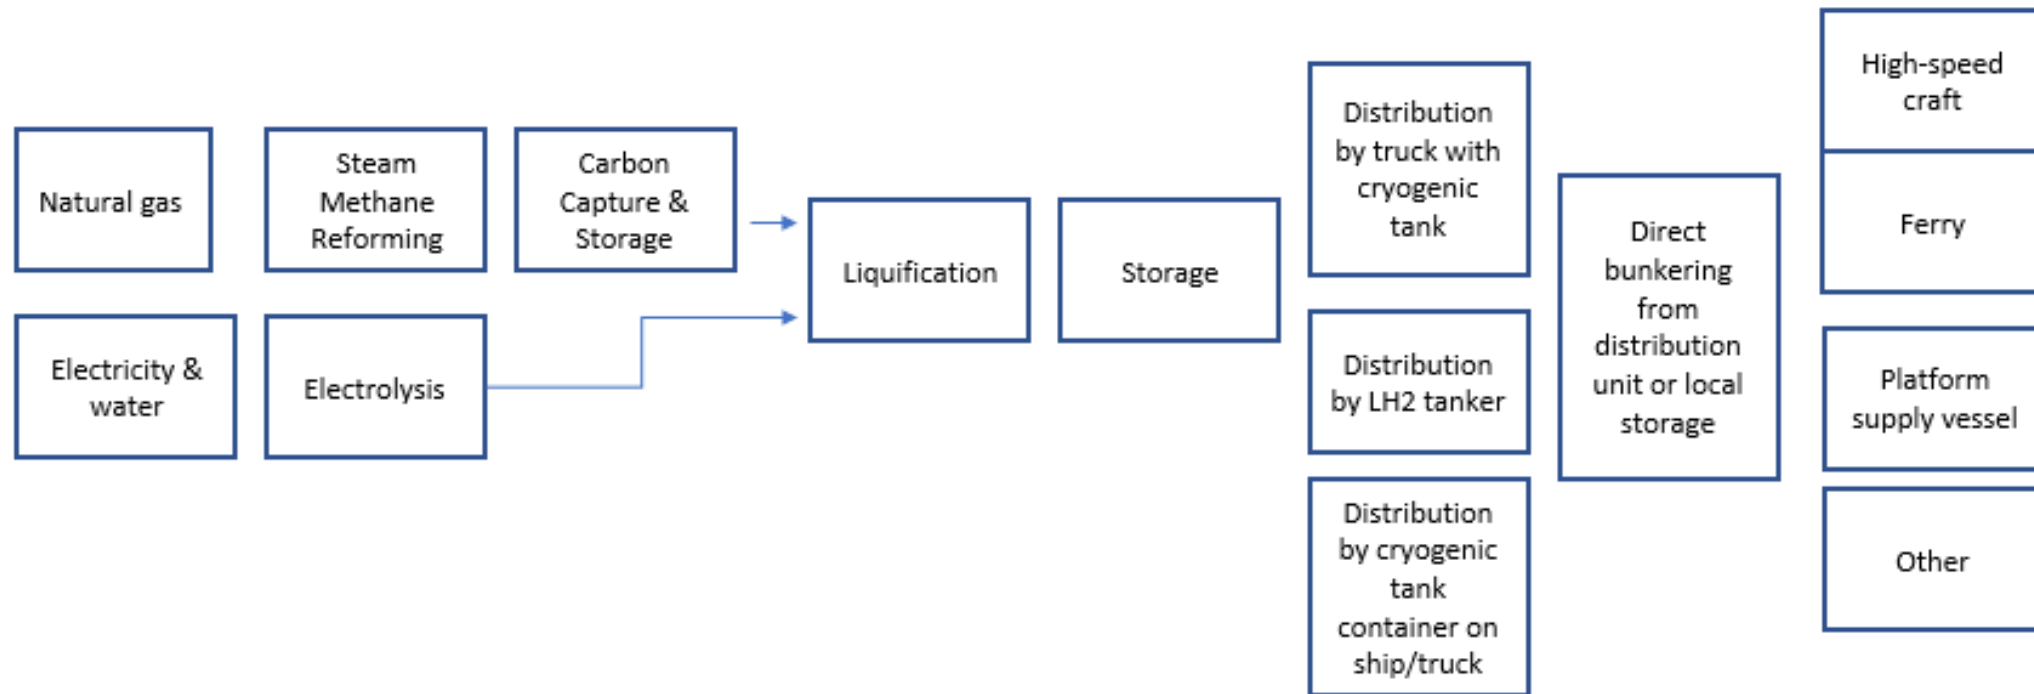 Natural gas
Steam
Methane
Reforming
Carbon
Capture &
Storage
Electricity &
water
Electrolysis
Liquification
Storage
Distribution
by truck with
cryogenic
tank
Distribution
by LH2 tanker
Distribution
by cryogenic
tank
container on
ship/truck
Direct
bunkering
from
distribution
unit or local
storage
High-speed
craft
Ferry
Platform
supply vessel
Other